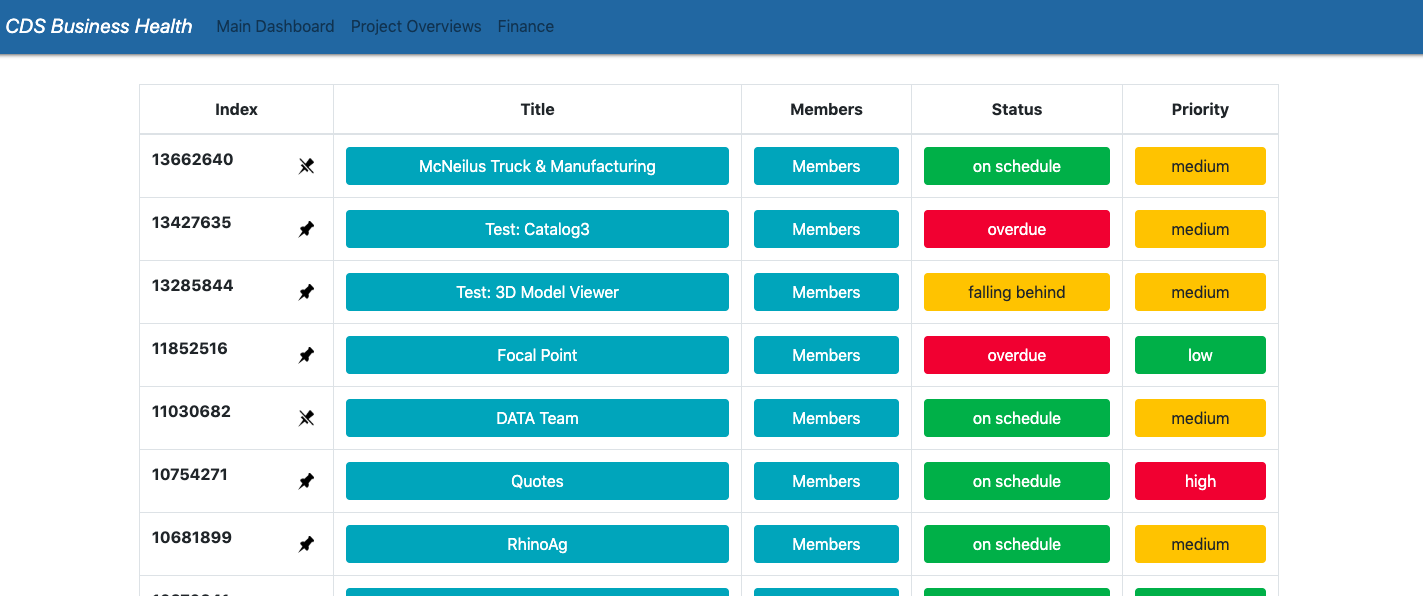 CDS Business Health Main Dashboard Project Overviews Finance
Index Title Members Status Priority
13662640 McNeilus Truck & Manufacturing Members on schedule medium
13427635 Test: Catalog3 Members overdue medium
13285844 Test: 3D Model Viewer Members falling behind medium
11852516 Focal Point Members overdue low
11030682 DATA Team Members on schedule medium
10754271 Quotes Members on schedule high
10681899 RhinoAg Members on schedule medium